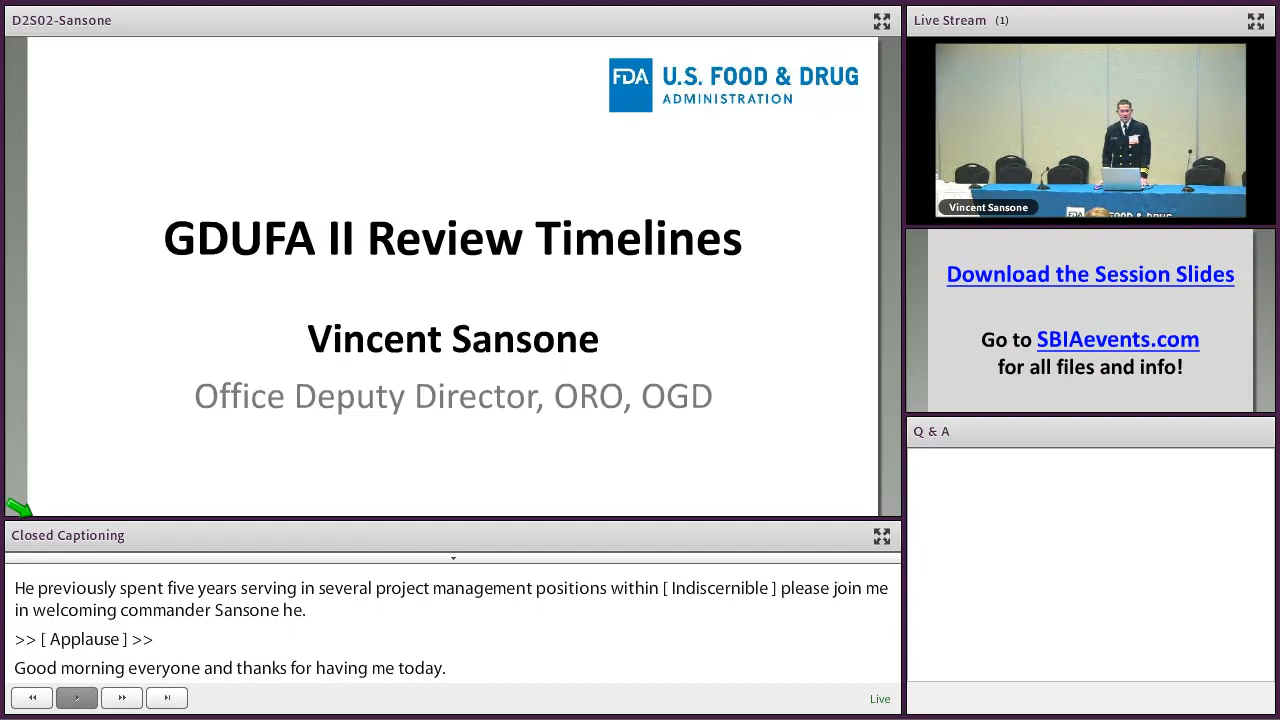 D2S02-Sansone
FDA U.S. FOOD & DRUG
ADMINISTRATION
GDUFA II Review Timelines
Vincent Sansone
Office Deputy Director, ORO, OGD
Closed Captioning
He previously spent five years serving in several project management positions within [ Indiscernible ] please join me
in welcoming commander Sansone he.
>> [ Applause ] >>
Good morning everyone and thanks for having me today.
Live
Live Stream (1)
Vincent Sansone
FDA FOOD & DRUG
Download the Session Slides
Go to SBIAevents.com
for all files and info!
Q & A